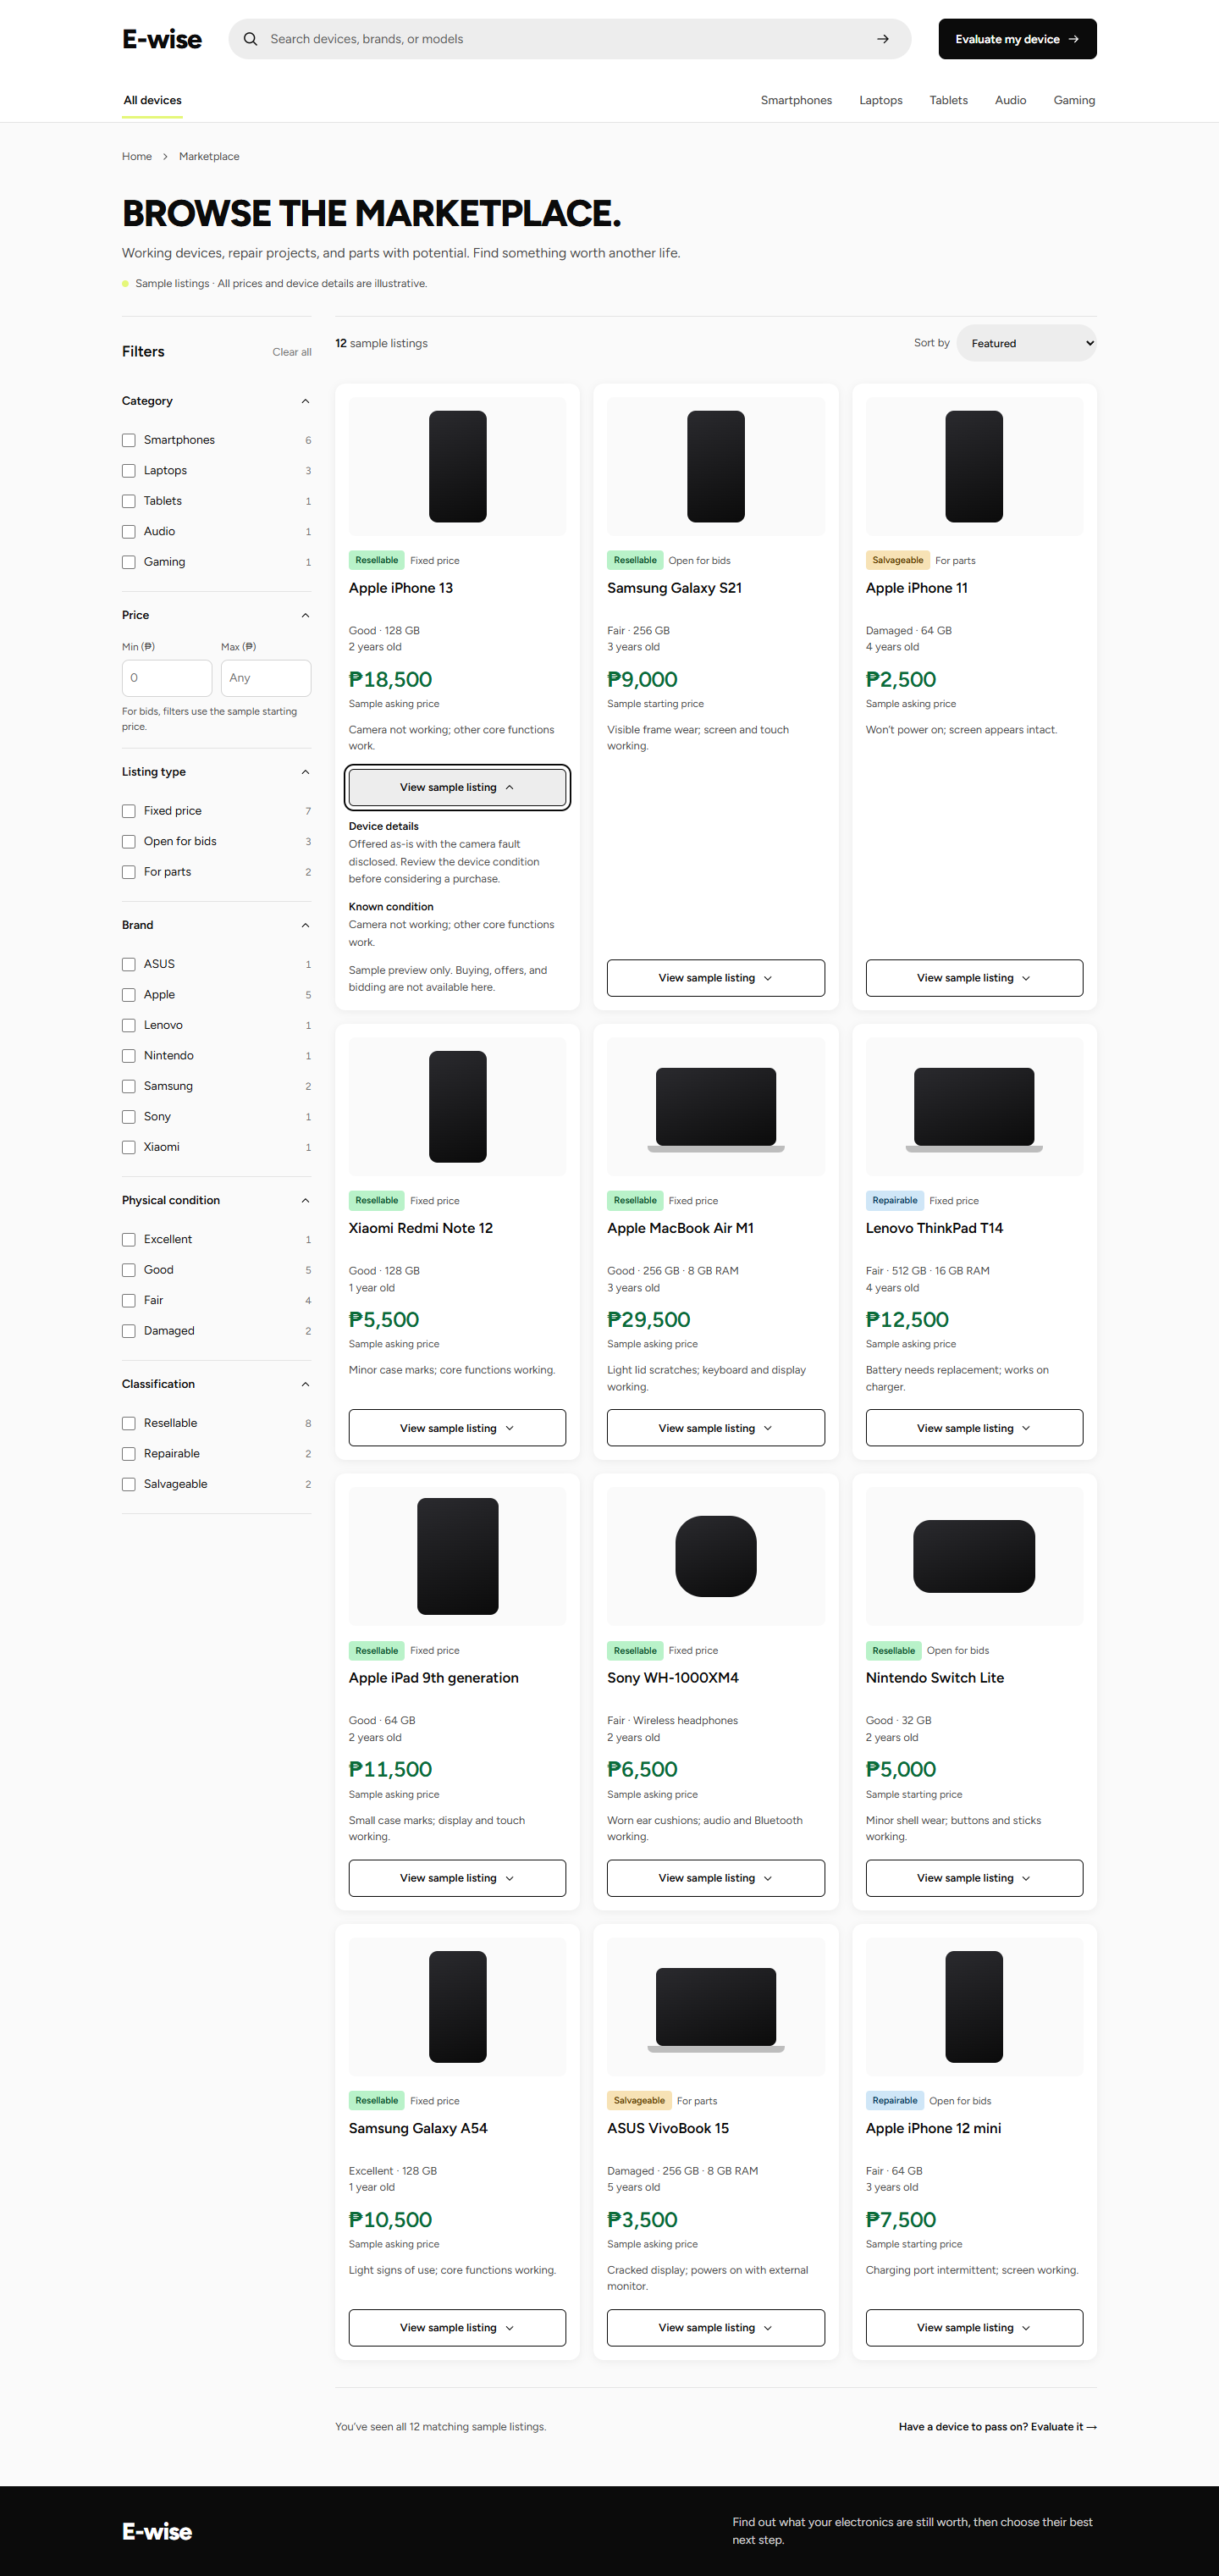 E-wise
Search devices, brands, or models
Evaluate my device →
All devices
Smartphones
Laptops
Tablets
Audio
Gaming
Home
Marketplace
BROWSE THE MARKETPLACE.
Working devices, repair projects, and parts with potential. Find something worth another life.
Sample listings · All prices and device details are illustrative.
Filters
Clear all
Category
Smartphones 6
Laptops 3
Tablets 1
Audio 1
Gaming 1
Price
Min (₱) Max (₱)
0 Any
For bids, filters use the sample starting
price.
Listing type
Fixed price 7
Open for bids 3
For parts 2
Brand
ASUS 1
Apple 5
Lenovo 1
Nintendo 1
Samsung 2
Sony 1
Xiaomi 1
Physical condition
Excellent 1
Good 5
Fair 4
Damaged 2
Classification
Resellable 8
Repairable 2
Salvageable 2
12 sample listings
Sort by Featured
Resellable Fixed price
Apple iPhone 13
Good · 128 GB
2 years old
₱18,500
Sample asking price
Camera not working; other core functions
work.
View sample listing
Device details
Offered as-is with the camera fault
disclosed. Review the device condition
before considering a purchase.
Known condition
Camera not working; other core functions
work.
Sample preview only. Buying, offers, and
bidding are not available here.
Resellable Open for bids
Samsung Galaxy S21
Fair · 256 GB
3 years old
₱9,000
Sample starting price
Visible frame wear; screen and touch
working.
View sample listing
Salvageable For parts
Apple iPhone 11
Damaged · 64 GB
4 years old
₱2,500
Sample asking price
Won't power on; screen appears intact.
View sample listing
Resellable Fixed price
Xiaomi Redmi Note 12
Good · 128 GB
1 year old
₱5,500
Sample asking price
Minor case marks; core functions working.
View sample listing
Resellable Fixed price
Apple MacBook Air M1
Good · 256 GB · 8 GB RAM
3 years old
₱29,500
Sample asking price
Light lid scratches; keyboard and display
working.
View sample listing
Repairable Fixed price
Lenovo ThinkPad T14
Fair · 512 GB · 16 GB RAM
4 years old
₱12,500
Sample asking price
Battery needs replacement; works on
charger.
View sample listing
Resellable Fixed price
Apple iPad 9th generation
Good · 64 GB
2 years old
₱11,500
Sample asking price
Small case marks; display and touch
working.
View sample listing
Resellable Fixed price
Sony WH-1000XM4
Fair · Wireless headphones
2 years old
₱6,500
Sample asking price
Worn ear cushions; audio and Bluetooth
working.
View sample listing
Resellable Open for bids
Nintendo Switch Lite
Good · 32 GB
2 years old
₱5,000
Sample starting price
Minor shell wear; buttons and sticks
working.
View sample listing
Resellable Fixed price
Samsung Galaxy A54
Excellent · 128 GB
1 year old
₱10,500
Sample asking price
Light signs of use; core functions working.
View sample listing
Salvageable For parts
ASUS VivoBook 15
Damaged · 256 GB · 8 GB RAM
5 years old
₱3,500
Sample asking price
Cracked display; powers on with external
monitor.
View sample listing
Repairable Open for bids
Apple iPhone 12 mini
Fair · 64 GB
3 years old
₱7,500
Sample starting price
Charging port intermittent; screen working.
View sample listing
You've seen all 12 matching sample listings.
Have a device to pass on? Evaluate it →
E-wise
Find out what your electronics are still worth, then choose their best
next step.